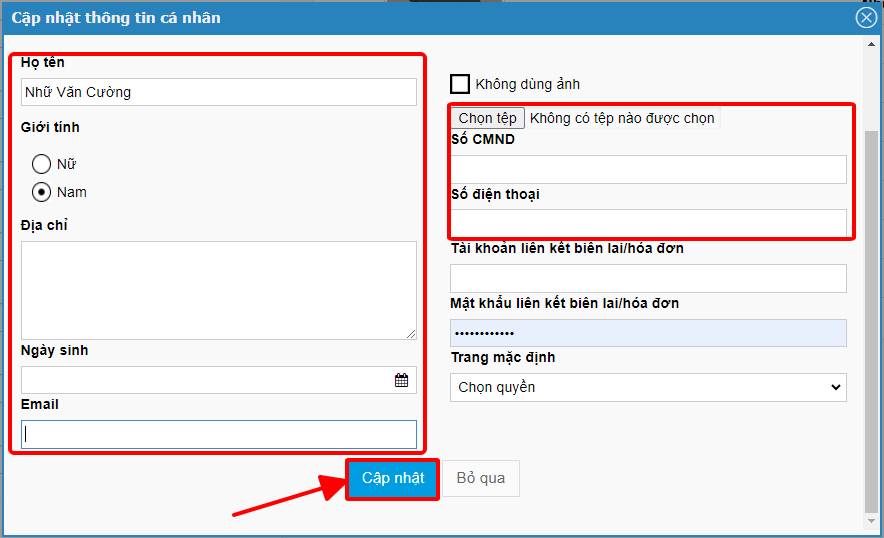 Cập nhật thông tin cá nhân
Họ tên
Nhữ Văn Cường
Giới tính
Nữ
Nam
Địa chỉ
Ngày sinh
Email
Không dùng ảnh
Chọn tệp Không có tệp nào được chọn
Số CMND
Số điện thoại
Tài khoản liên kết biên lai/hóa đơn
Mật khẩu liên kết biên lai/hóa đơn
••••••••••••
Trang mặc định
Chọn quyền
Cập nhật Bỏ qua